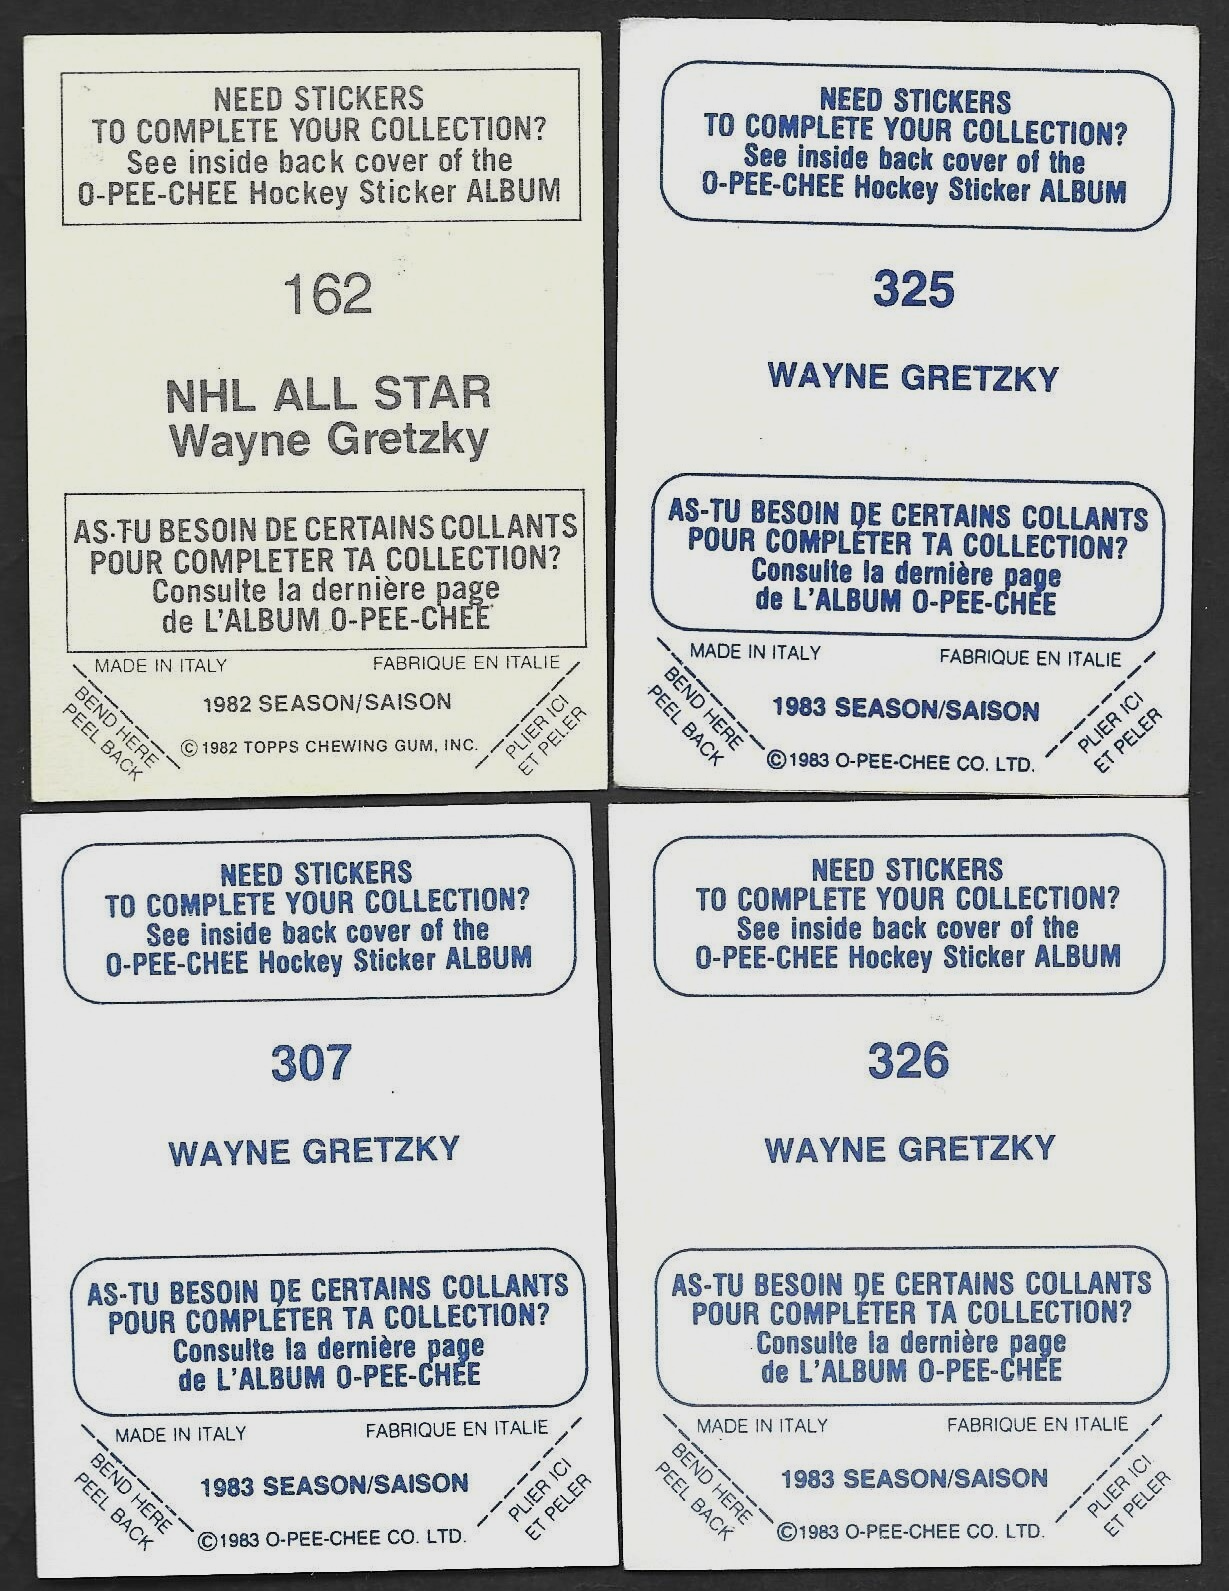 NEED STICKERS
TO COMPLETE YOUR COLLECTION?
See inside back cover of the
O-PEE-CHEE Hockey Sticker ALBUM
162
NHL ALL STAR
Wayne Gretzky
AS-TU BESOIN DE CERTAINS COLLANTS
POUR COMPLETER TA COLLECTION?
Consulte la dernière page
de L'ALBUM O-PEE-CHEE
MADE IN ITALY FABRIQUE EN ITALIE
BEND HERE
PEEL BACK
1982 SEASON/SAISON
© 1982 TOPPS CHEWING GUM, INC.
PLIER ICI
ET PELER
NEED STICKERS
TO COMPLETE YOUR COLLECTION?
See inside back cover of the
O-PEE-CHEE Hockey Sticker ALBUM
325
WAYNE GRETZKY
AS-TU BESOIN DE CERTAINS COLLANTS
POUR COMPLÉTER TA COLLECTION?
Consulte la dernière page
de L'ALBUM O-PEE-CHEE
MADE IN ITALY FABRIQUE EN ITALIE
BEND HERE
PEEL BACK
1983 SEASON/SAISON
©1983 O-PEE-CHEE CO. LTD.
PLIER ICI
ET PELER
NEED STICKERS
TO COMPLETE YOUR COLLECTION?
See inside back cover of the
O-PEE-CHEE Hockey Sticker ALBUM
307
WAYNE GRETZKY
AS-TU BESOIN DE CERTAINS COLLANTS
POUR COMPLÉTER TA COLLECTION?
Consulte la dernière page
de L'ALBUM O-PEE-CHEE
MADE IN ITALY FABRIQUE EN ITALIE
BEND HERE
PEEL BACK
1983 SEASON/SAISON
©1983 O-PEE-CHEE CO. LTD.
PLIER ICI
ET PELER
NEED STICKERS
TO COMPLETE YOUR COLLECTION?
See inside back cover of the
O-PEE-CHEE Hockey Sticker ALBUM
326
WAYNE GRETZKY
AS-TU BESOIN DE CERTAINS COLLANTS
POUR COMPLÉTER TA COLLECTION?
Consulte la dernière page
de L'ALBUM O-PEE-CHEE
MADE IN ITALY FABRIQUE EN ITALIE
BEND HERE
PEEL BACK
1983 SEASON/SAISON
©1983 O-PEE-CHEE CO. LTD.
PLIER ICI
ET PELER